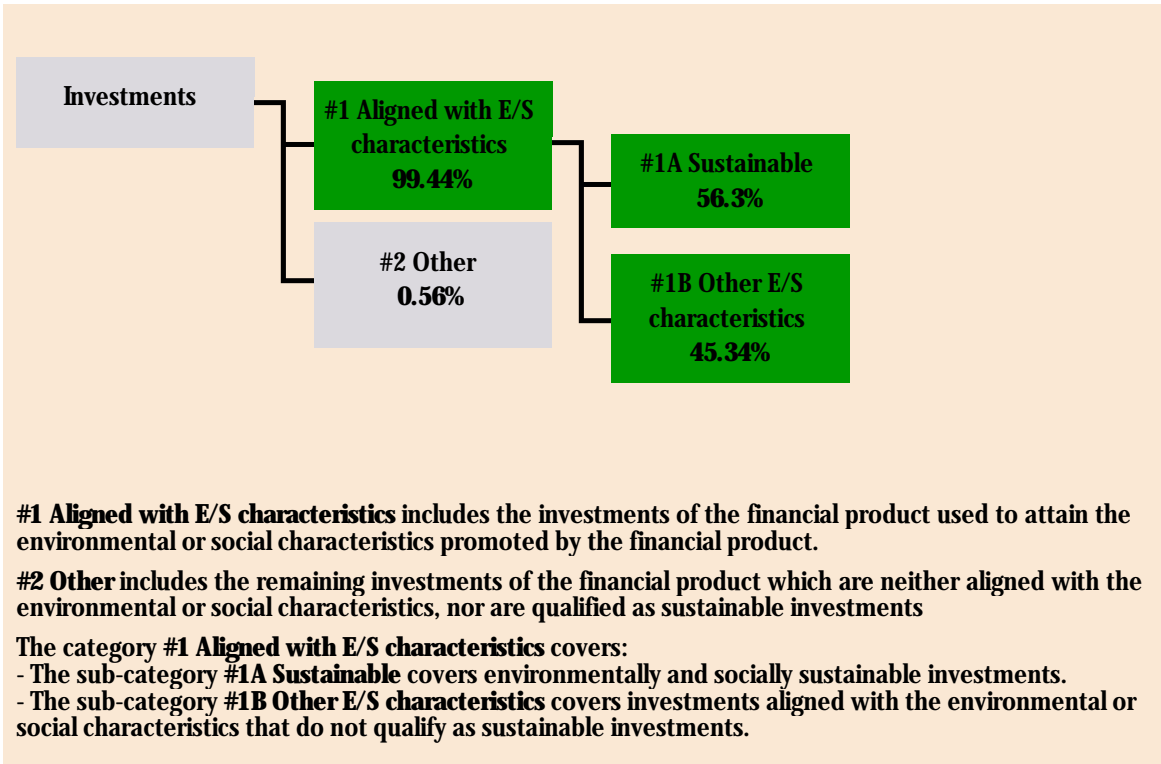 Investments
#1 Aligned with E/S
characteristics
99.44%
#2 Other
0.56%
#1A Sustainable
56.3%
#1B Other E/S
characteristics
45.34%
#1 Aligned with E/S characteristics includes the investments of the financial product used to attain the
environmental or social characteristics promoted by the financial product.
#2 Other includes the remaining investments of the financial product which are neither aligned with the
environmental or social characteristics, nor are qualified as sustainable investments
The category #1 Aligned with E/S characteristics covers:
- The sub-category #1A Sustainable covers environmentally and socially sustainable investments.
- The sub-category #1B Other E/S characteristics covers investments aligned with the environmental or
social characteristics that do not qualify as sustainable investments.